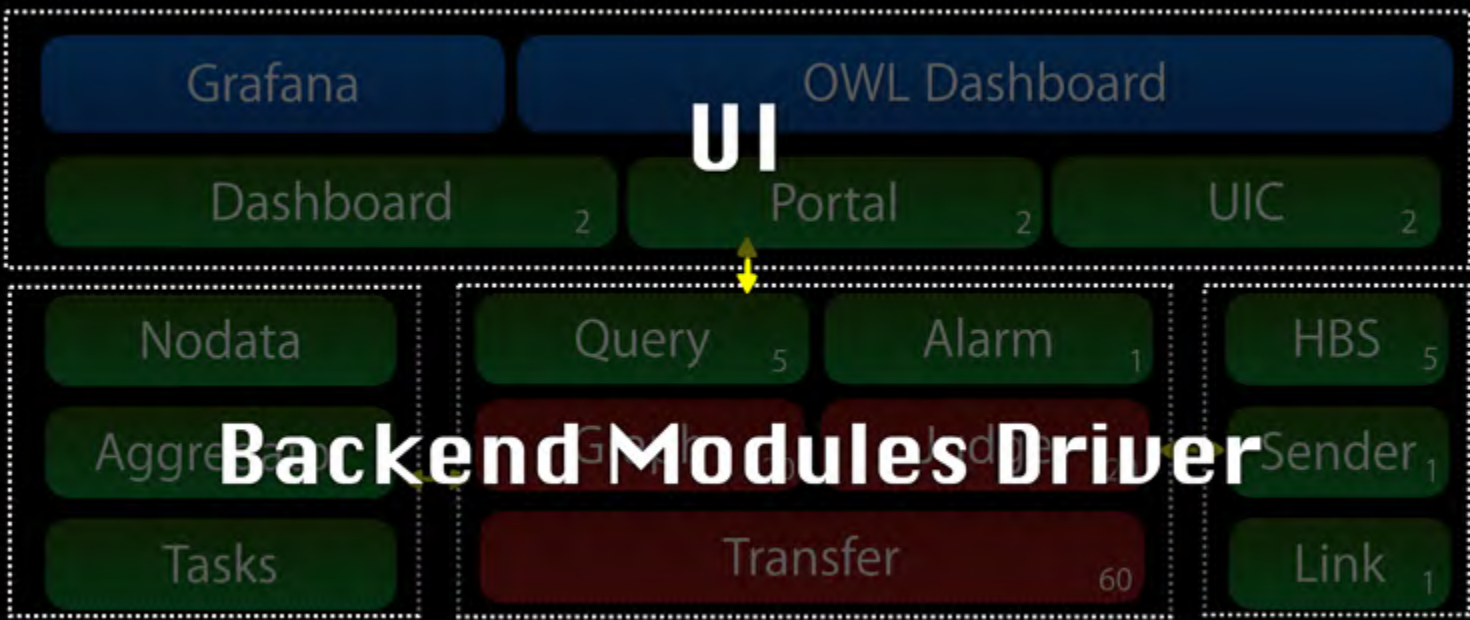 Grafana OWL Dashboard
UI
Dashboard 2 Portal 2 UIC 2
Nodata Query 5 Alarm 1 HBS 5
Backend Modules Driver
Sender 1
Tasks Transfer 60 Link 1